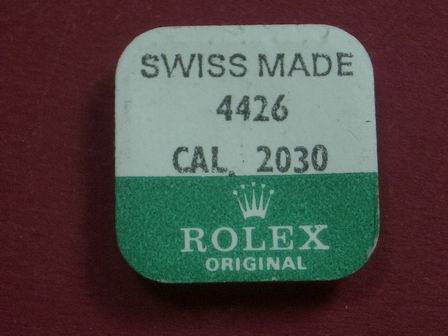 SWISS MADE
4426
CAL. 2030
ROLEX
ORIGINAL